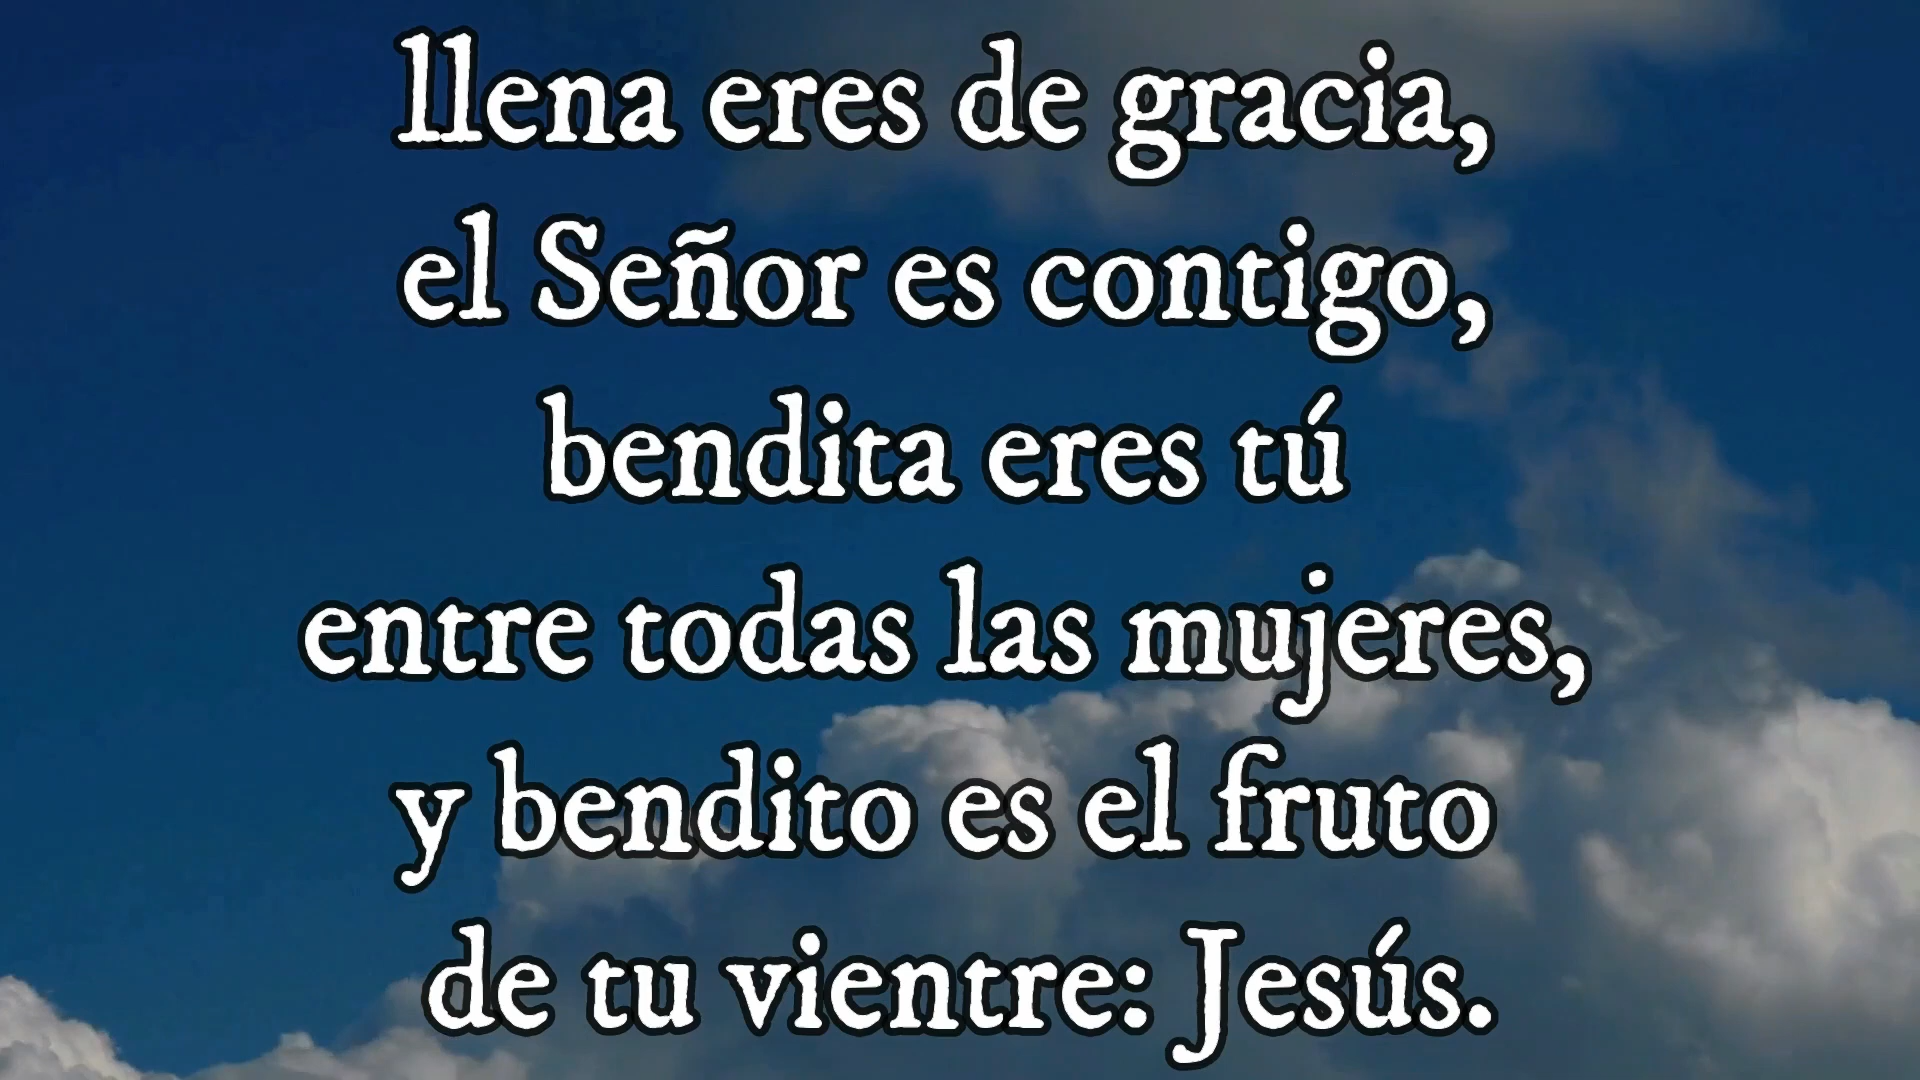 llena eres de gracia,
el Señor es contigo,
bendita eres tú
entre todas las mujeres,
y bendito es el fruto
de tu vientre: Jesús.